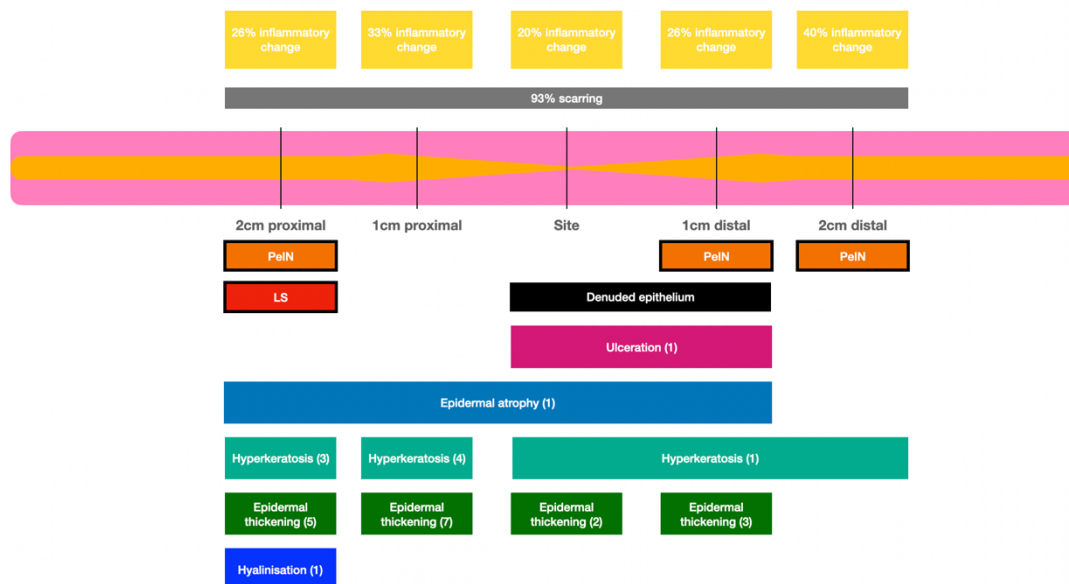 26% inflammatory
change
33% inflammatory
change
20% inflammatory
change
26% inflammatory
change
40% inflammatory
change
93% scarring
2cm proximal
1cm proximal
Site
1cm distal
2cm distal
PeIN
PeIN
PeIN
LS
Denuded epithelium
Ulceration (1)
Epidermal atrophy (1)
Hyperkeratosis (3)
Hyperkeratosis (4)
Hyperkeratosis (1)
Epidermal
thickening (5)
Epidermal
thickening (7)
Epidermal
thickening (2)
Epidermal
thickening (3)
Hyalinisation (1)